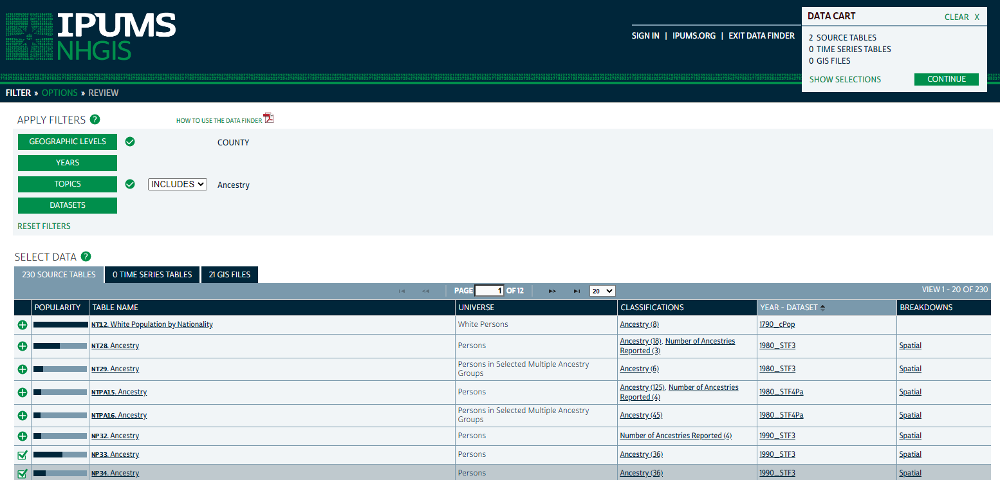 IPUMS
NHGIS
SIGN IN | IPUMS.ORG | EXIT DATA FINDER
DATA CART
CLEAR X
2 SOURCE TABLES
0 TIME SERIES TABLES
0 GIS FILES
SHOW SELECTIONS
CONTINUE
FILTER » OPTIONS » REVIEW
APPLY FILTERS ?
HOW TO USE THE DATA FINDER
GEOGRAPHIC LEVELS COUNTY
YEARS
TOPICS INCLUDES Ancestry
DATASETS
RESET FILTERS
SELECT DATA ?
230 SOURCE TABLES 0 TIME SERIES TABLES 21 GIS FILES
PAGE 1 OF 12 20 VIEW 1 - 20 OF 230
POPULARITY TABLE NAME UNIVERSE CLASSIFICATIONS YEAR - DATASET BREAKDOWNS
NT12. White Population by Nationality White Persons Ancestry (8) 1790_cPop
NT28. Ancestry Persons Ancestry (18), Number of Ancestries 1980_STF3 Spatial
Reported (3)
NT29. Ancestry Persons in Selected Multiple Ancestry Ancestry (6) 1980_STF3 Spatial
Groups
NTPA15. Ancestry Persons Ancestry (125), Number of Ancestries 1980_STF4Pa Spatial
Reported (4)
NTPA16. Ancestry Persons in Selected Multiple Ancestry Ancestry (45) 1980_STF4Pa Spatial
Groups
NP32. Ancestry Persons Number of Ancestries Reported (4) 1990_STF3 Spatial
NP33. Ancestry Persons Ancestry (36) 1990_STF3 Spatial
NP34. Ancestry Persons Ancestry (36) 1990_STF3 Spatial